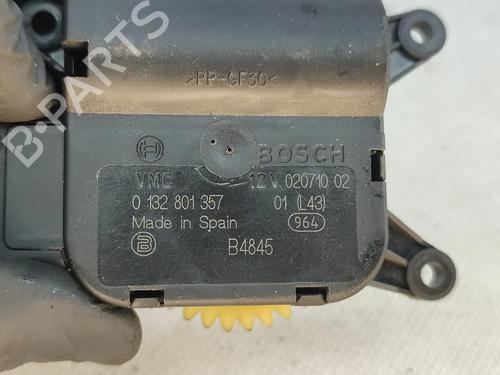 B·PARTS
>PP-GF30<
BOSCH
VMC 12 V 020710 02
0 132 801 357 01 (L43)
Made in Spain 964
B B4845